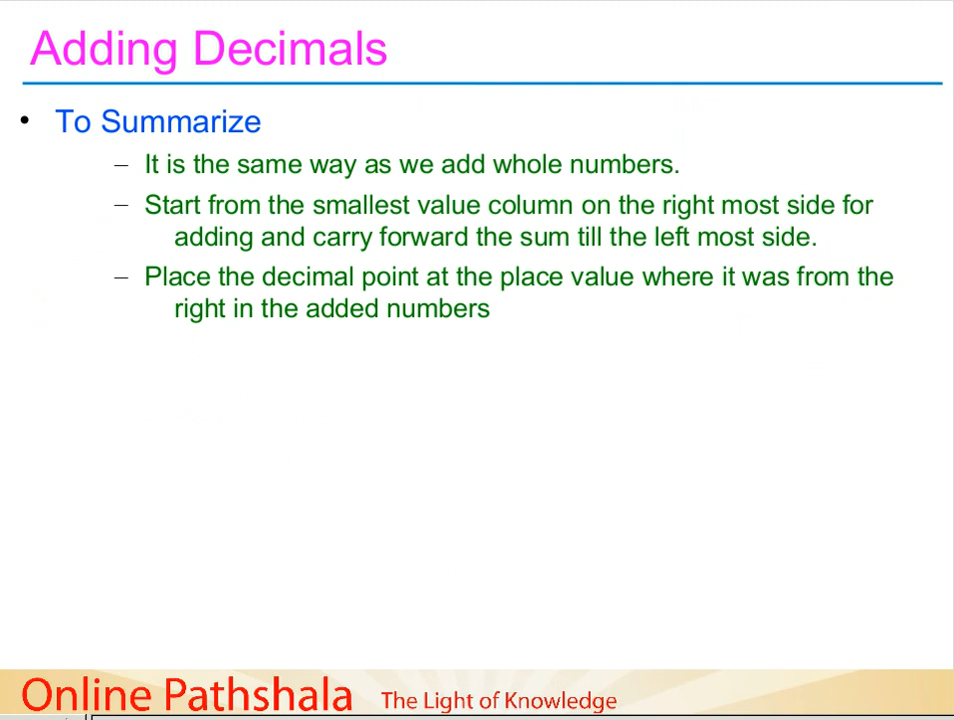 Adding Decimals
• To Summarize
– It is the same way as we add whole numbers.
– Start from the smallest value column on the right most side for
adding and carry forward the sum till the left most side.
– Place the decimal point at the place value where it was from the
right in the added numbers
Online Pathshala The Light of Knowledge